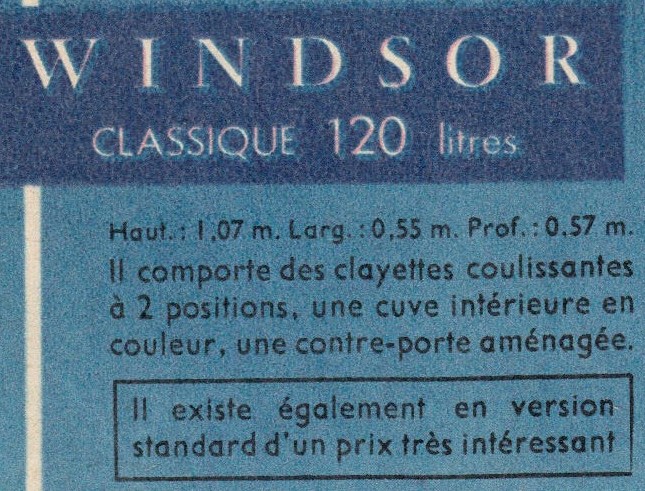 WINDSOR
CLASSIQUE 120 litres
Haut.: 1,07 m. Larg.: 0,55 m. Prof.: 0.57 m.
Il comporte des clayettes coulissantes
à 2 positions, une cuve intérieure en
couleur, une contre-porte aménagée.
Il existe également en version
standard d'un prix très intéressant